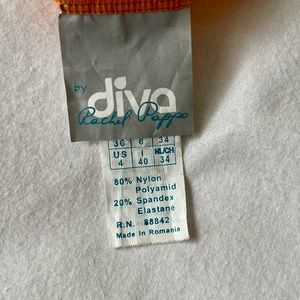 by
diva
Rachel Pappo
36 6 34
US I NL/CH
4 40 34
80% Nylon
Polyamid
20% Spandex
Elastane
R.N. 88842
Made In Romania